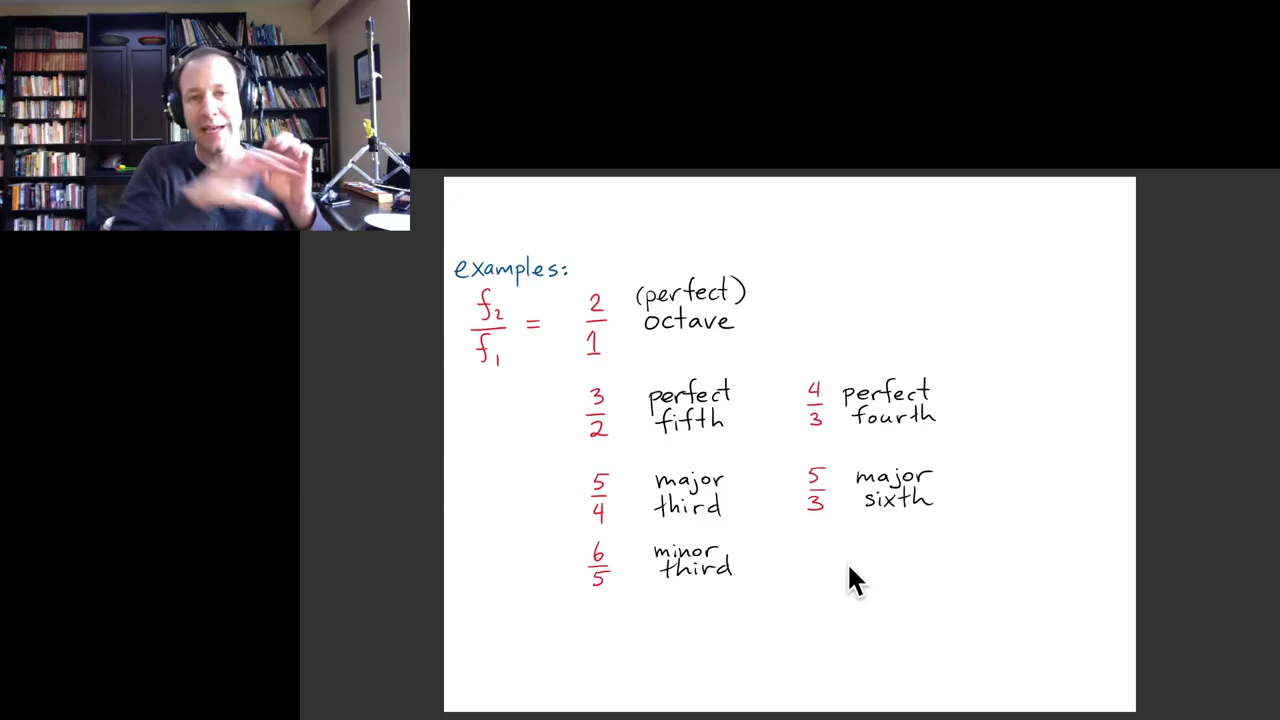 examples:
f₂/f₁ = 2/1 (perfect) octave
3/2 perfect fifth
4/3 perfect fourth
5/4 major third
5/3 major sixth
6/5 minor third